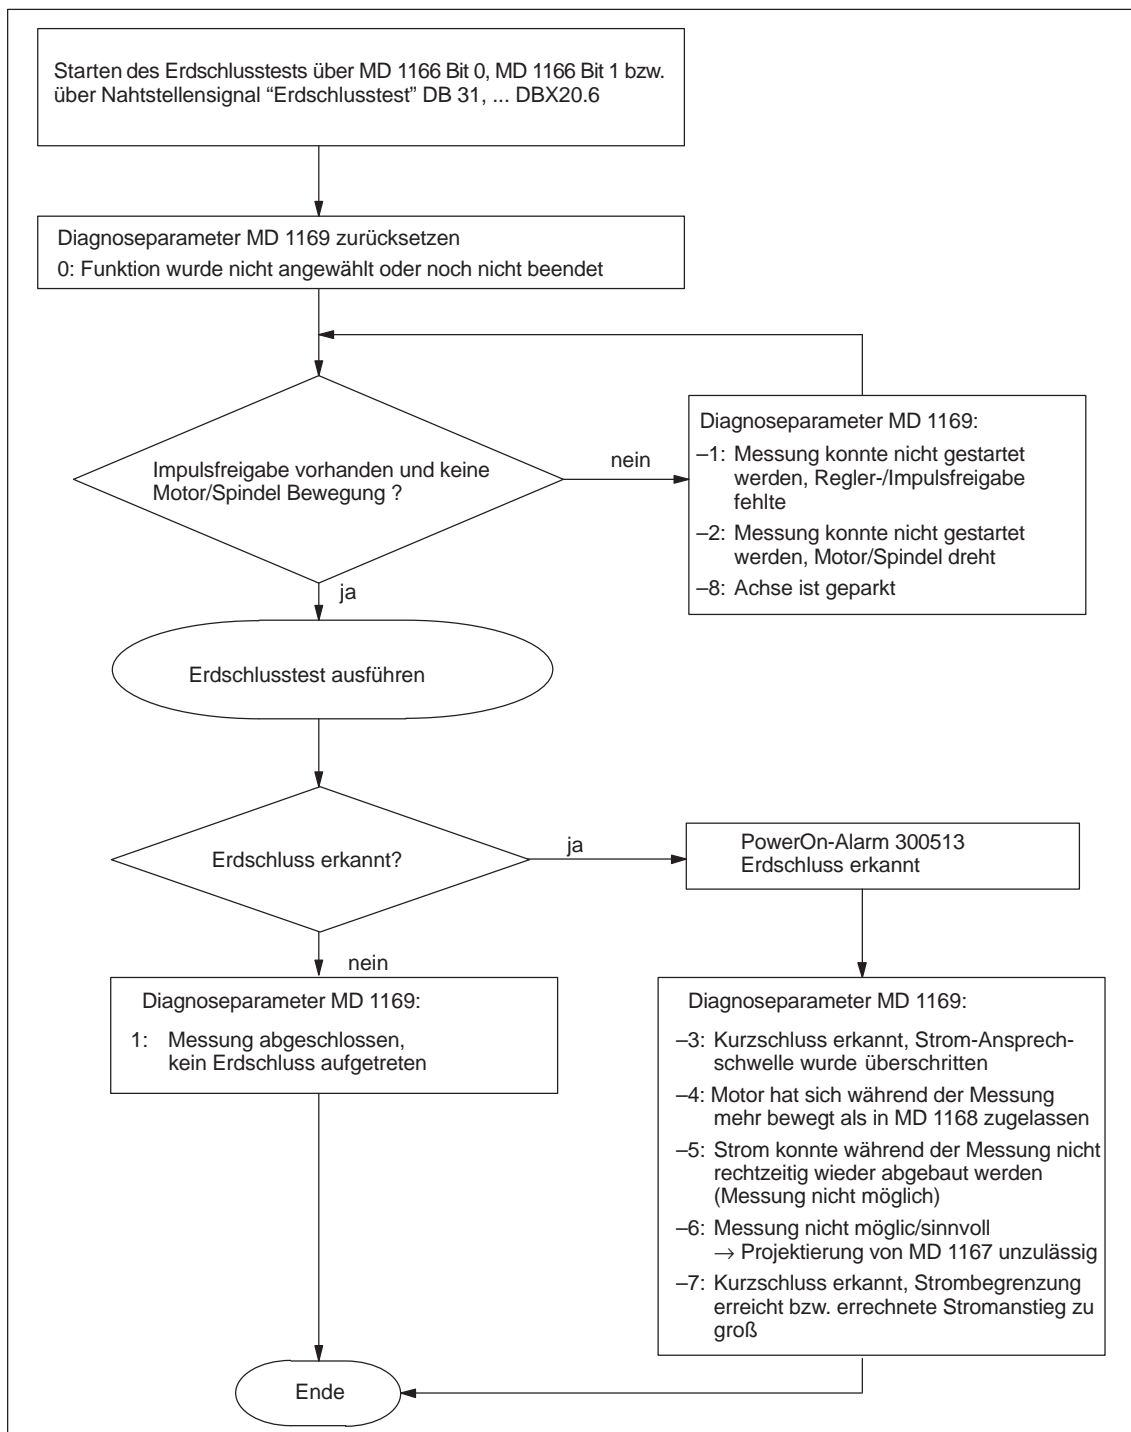 Starten des Erdschlusstests über MD 1166 Bit 0, MD 1166 Bit 1 bzw.
über Nahtstellensignal “Erdschlusstest” DB 31, ... DBX20.6
Diagnoseparameter MD 1169 zurücksetzen
0: Funktion wurde nicht angewählt oder noch nicht beendet
Impulsfreigabe vorhanden und keine
Motor/Spindel Bewegung ?
nein
Diagnoseparameter MD 1169:
–1: Messung konnte nicht gestartet
werden, Regler-/Impulsfreigabe
fehlte
–2: Messung konnte nicht gestartet
werden, Motor/Spindel dreht
–8: Achse ist geparkt
ja
Erdschlusstest ausführen
Erdschluss erkannt?
ja
PowerOn-Alarm 300513
Erdschluss erkannt
nein
Diagnoseparameter MD 1169:
1: Messung abgeschlossen,
kein Erdschluss aufgetreten
Diagnoseparameter MD 1169:
–3: Kurzschluss erkannt, Strom-Ansprech-
schwelle wurde überschritten
–4: Motor hat sich während der Messung
mehr bewegt als in MD 1168 zugelassen
–5: Strom konnte während der Messung nicht
rechtzeitig wieder abgebaut werden
(Messung nicht möglich)
–6: Messung nicht möglic/sinnvoll
→ Projektierung von MD 1167 unzulässig
–7: Kurzschluss erkannt, Strombegrenzung
erreicht bzw. errechnete Stromanstieg zu
groß
Ende